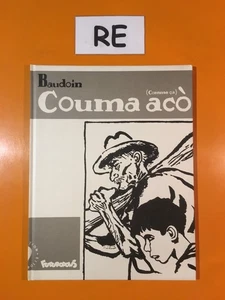 RE
Baudoin
(Comme ça)
Couma acò
Futuropolis